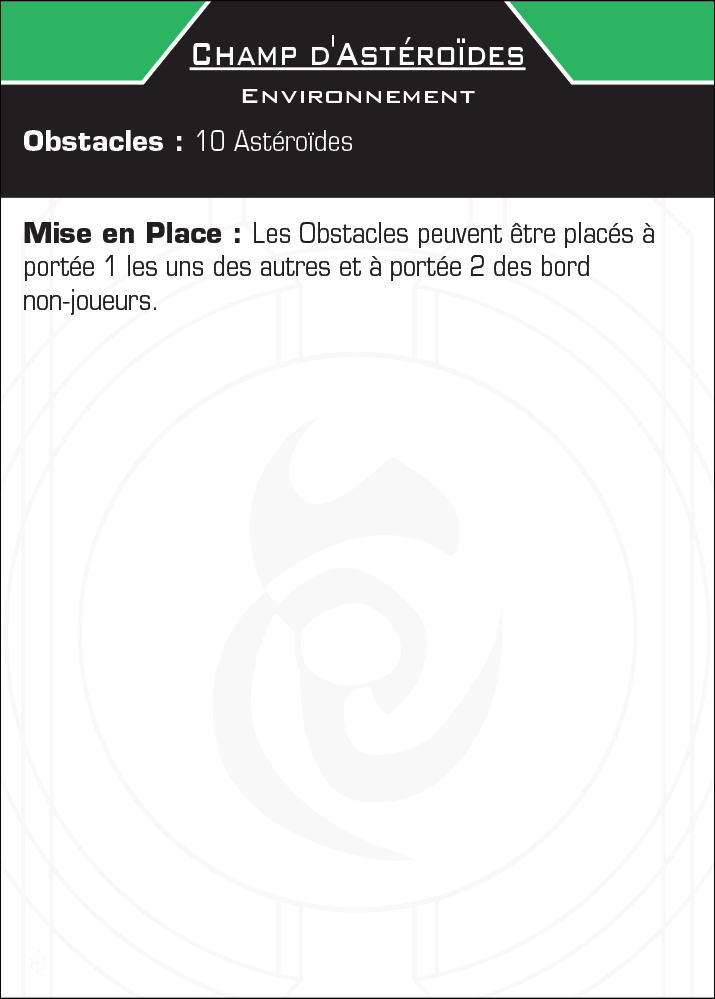 Champ d'Astéroïdes
Environnement
Obstacles : 10 Astéroïdes
Mise en Place : Les Obstacles peuvent être placés à
portée 1 les uns des autres et à portée 2 des bord
non-joueurs.